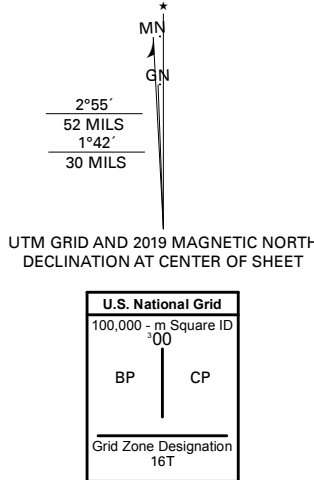 MN
GN
2°55´
52 MILS
1°42´
30 MILS
UTM GRID AND 2019 MAGNETIC NORTH
DECLINATION AT CENTER OF SHEET
U.S. National Grid
100,000 - m Square ID
³00
BP CP
Grid Zone Designation
16T